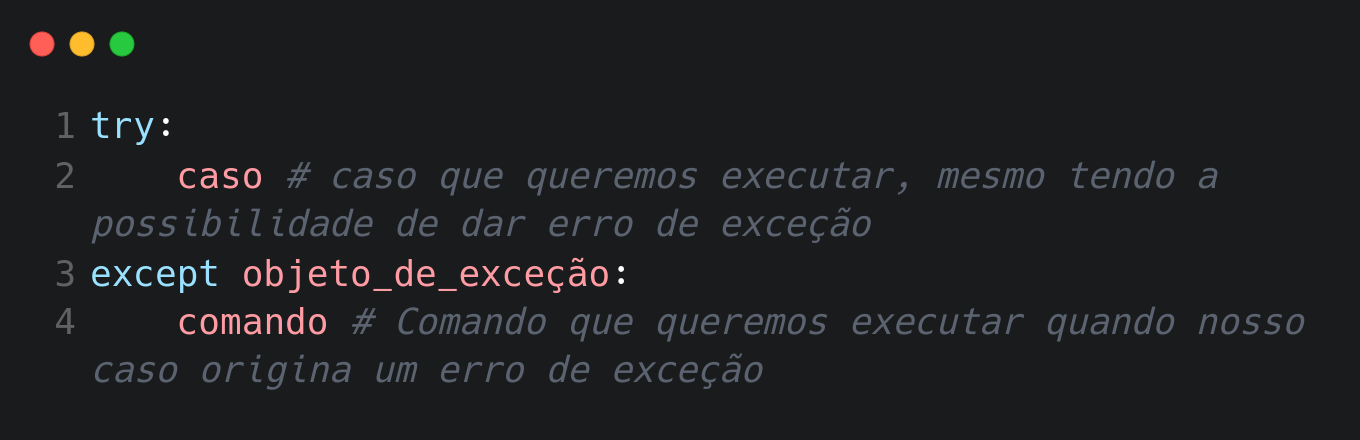 1 try:
2     caso # caso que queremos executar, mesmo tendo a
possibilidade de dar erro de exceção
3 except objeto_de_exceção:
4     comando # Comando que queremos executar quando nosso
caso origina um erro de exceção